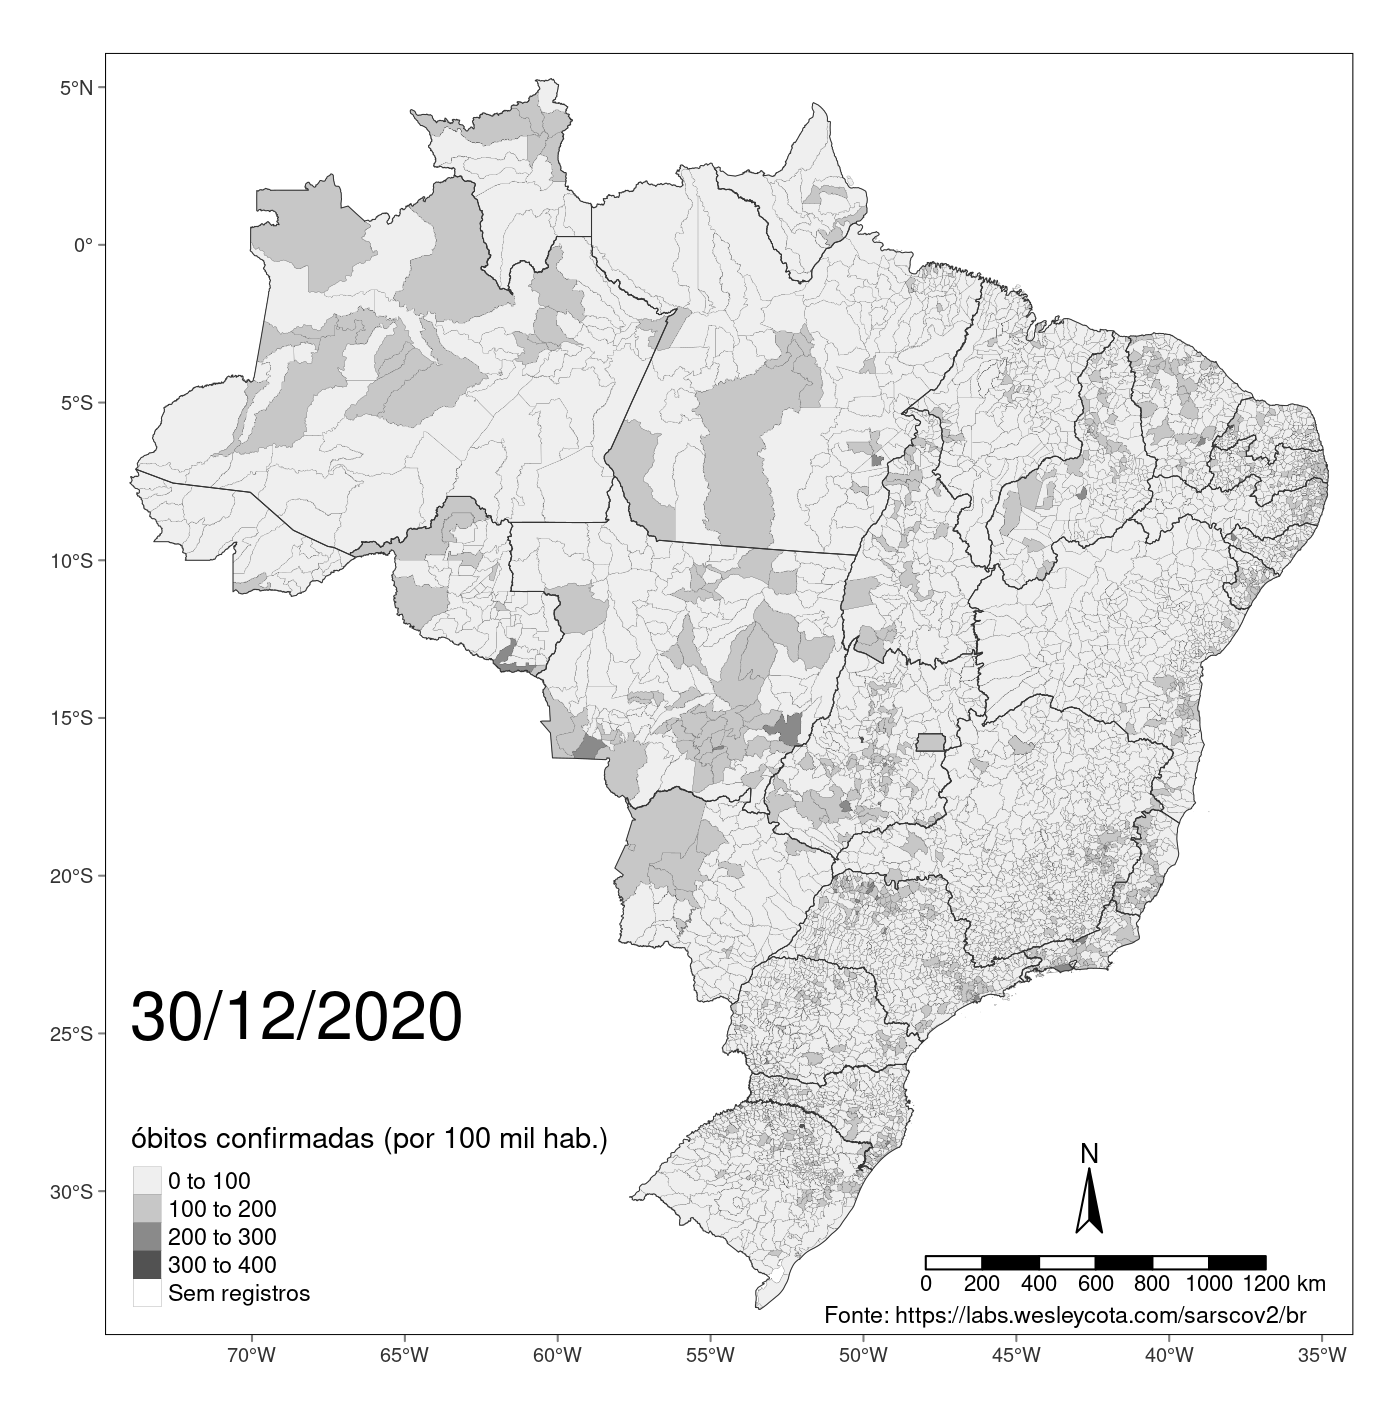 5°N
0°
5°S
10°S
15°S
20°S
25°S
30°S
30/12/2020
óbitos confirmadas (por 100 mil hab.)
0 to 100
100 to 200
200 to 300
300 to 400
Sem registros
N
0 200 400 600 800 1000 1200 km
Fonte: https://labs.wesleycota.com/sarscov2/br
70°W 65°W 60°W 55°W 50°W 45°W 40°W 35°W